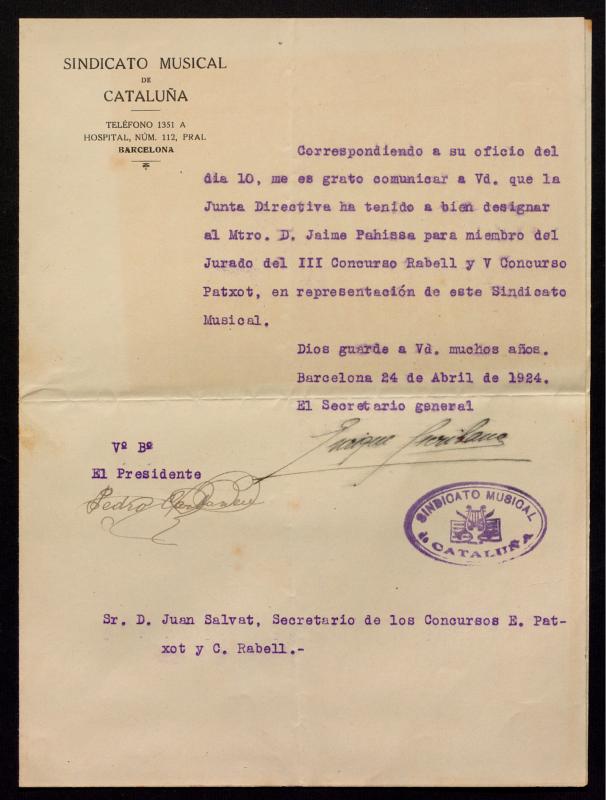 SINDICATO MUSICAL
DE
CATALUÑA
TELÉFONO 1351 A
HOSPITAL, NÚM. 112, PRAL
BARCELONA
Correspondiendo a su oficio del
dia 10, me es grato comunicar a Vd. que la
Junta Directiva ha tenido a bien designar
al Mtro. D. Jaime Pahissa para miembro del
Jurado del III Concurso Rabell y V Concurso
Patxot, en representación de este Sindicato
Musical.
Dios guarde a Vd. muchos años.
Barcelona 24 de Abril de 1924.
El Secretario general
Enrique
Vº Bº
El Presidente
Pedro
SINDICATO MUSICAL
de CATALUÑA
Sr. D. Juan Salvat, Secretario de los Concursos E. Pat-
xot y C. Rabell.-